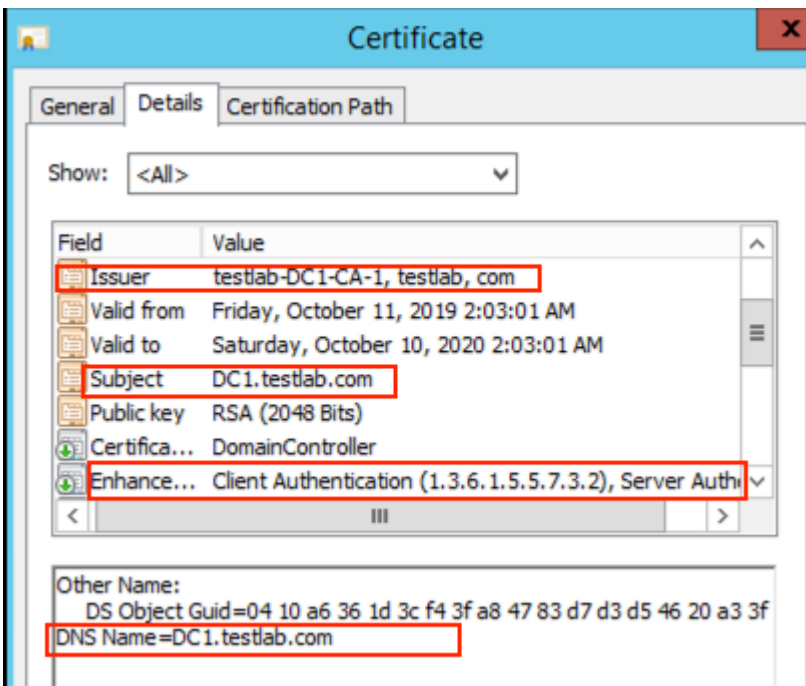 Certificate
x
General Details Certification Path
Show: <All>
Field Value
Issuer testlab-DC1-CA-1, testlab, com
Valid from Friday, October 11, 2019 2:03:01 AM
Valid to Saturday, October 10, 2020 2:03:01 AM
Subject DC1.testlab.com
Public key RSA (2048 Bits)
Certifica... DomainController
Enhance... Client Authentication (1.3.6.1.5.5.7.3.2), Server Auth
Other Name:
DS Object Guid=04 10 a6 36 1d 3c f4 3f a8 47 83 d7 d3 d5 46 20 a3 3f
DNS Name=DC1.testlab.com